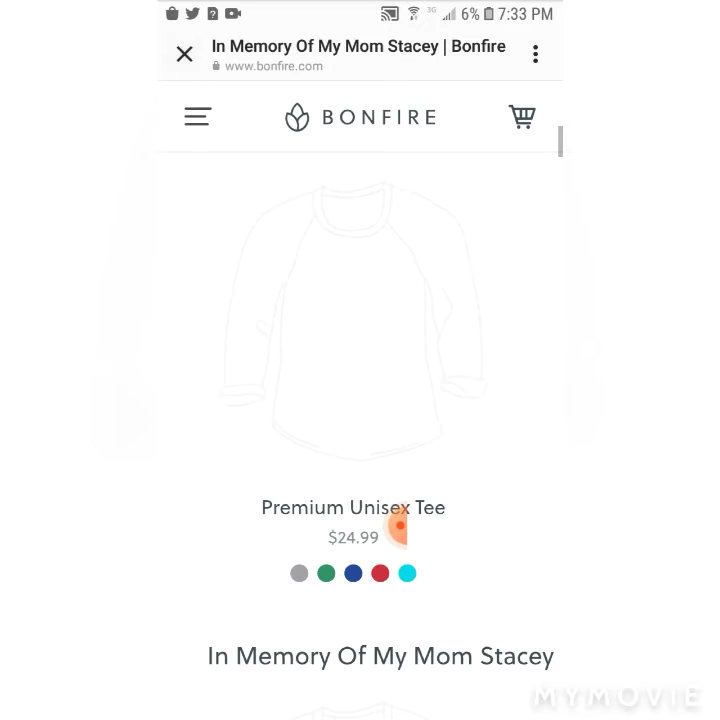 3G 6% 7:33 PM
In Memory Of My Mom Stacey | Bonfire
www.bonfire.com
BONFIRE
Premium Unisex Tee
$24.99
In Memory Of My Mom Stacey
MYMOVIE